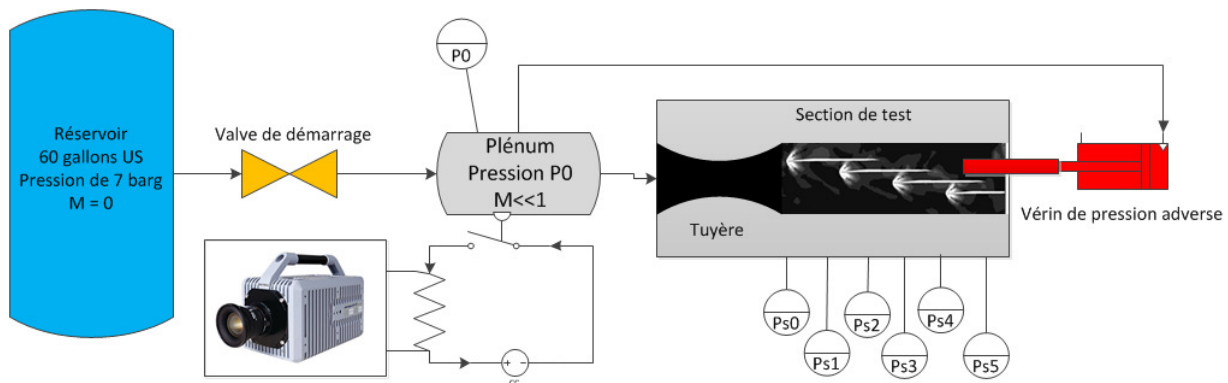 Réservoir
60 gallons US
Pression de 7 barg
M = 0
Valve de démarrage
P0
Plénum
Pression P0
M<<1
Section de test
Tuyère
Vérin de pression adverse
Ps0
Ps1
Ps2
Ps3
Ps4
Ps5
+ -